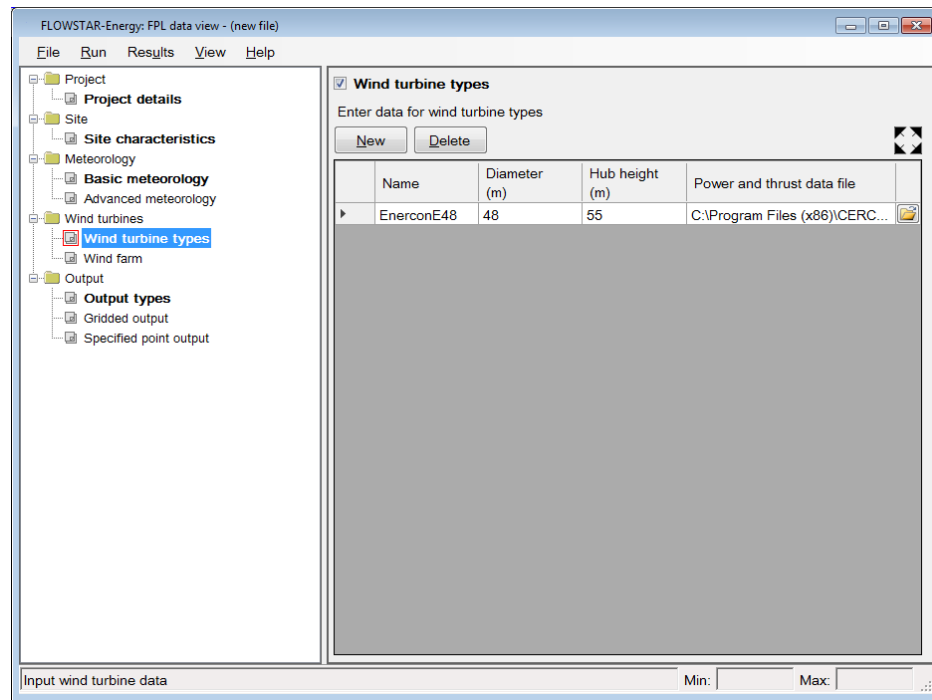 FLOWSTAR-Energy: FPL data view - (new file)
File Run Results View Help
Project
Project details
Site
Site characteristics
Meteorology
Basic meteorology
Advanced meteorology
Wind turbines
Wind turbine types
Wind farm
Output
Output types
Gridded output
Specified point output
Wind turbine types
Enter data for wind turbine types
New Delete
Name Diameter (m) Hub height (m) Power and thrust data file
EnerconE48 48 55 C:\Program Files (x86)\CERC...
Input wind turbine data Min: Max: